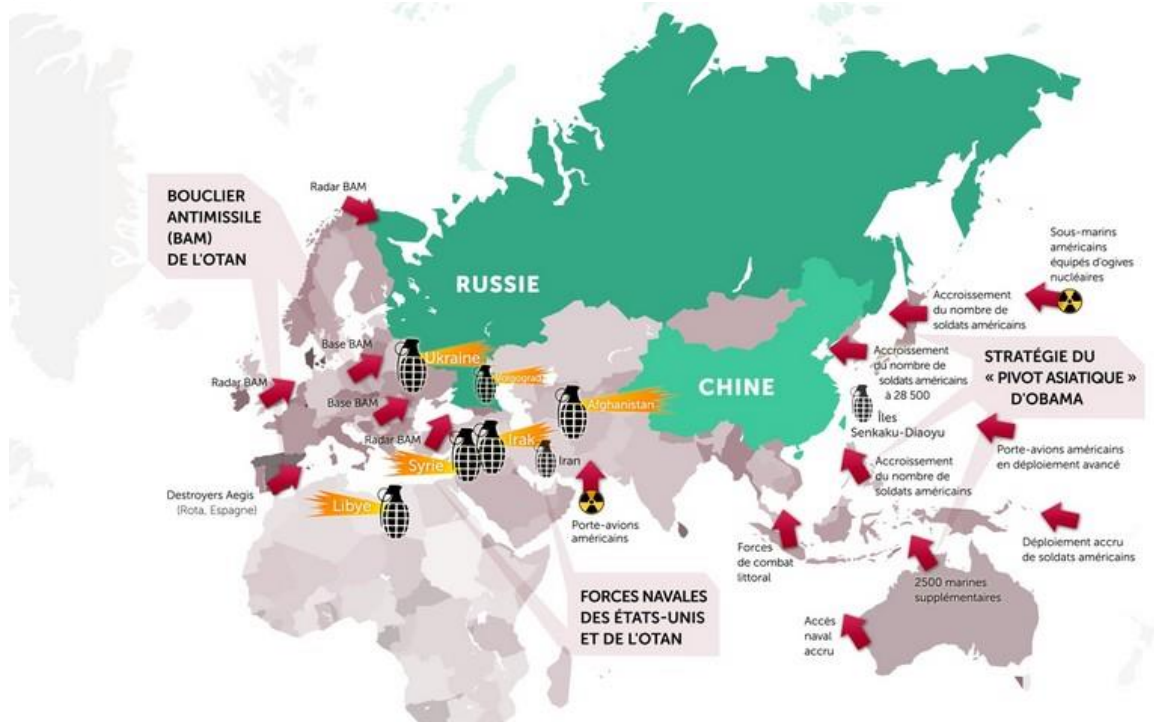 Radar BAM
BOUCLIER
ANTIMISSILE
(BAM)
DE L'OTAN
RUSSIE
Sous-marins
américains
équipés d'ogives
nucléaires
Accroissement
du nombre de
soldats américains
Base BAM
Ukraine
Radar BAM
Base BAM
Radar BAM
Afghanistan
CHINE
Accroissement
du nombre de
soldats américains
à 28 500
STRATÉGIE DU
« PIVOT ASIATIQUE »
D'OBAMA
Îles
Senkaku-Diaoyu
Irak
Syrie
Iran
Libye
Destroyers Aegis
(Rota, Espagne)
Porte-avions
américains
Porte-avions américains
en déploiement avancé
Accroissement
du nombre de
soldats américains
Forces
de combat
littoral
Déploiement accru
de soldats américains
2500 marines
supplémentaires
FORCES NAVALES
DES ÉTATS-UNIS
ET DE L'OTAN
Accès
naval
accru